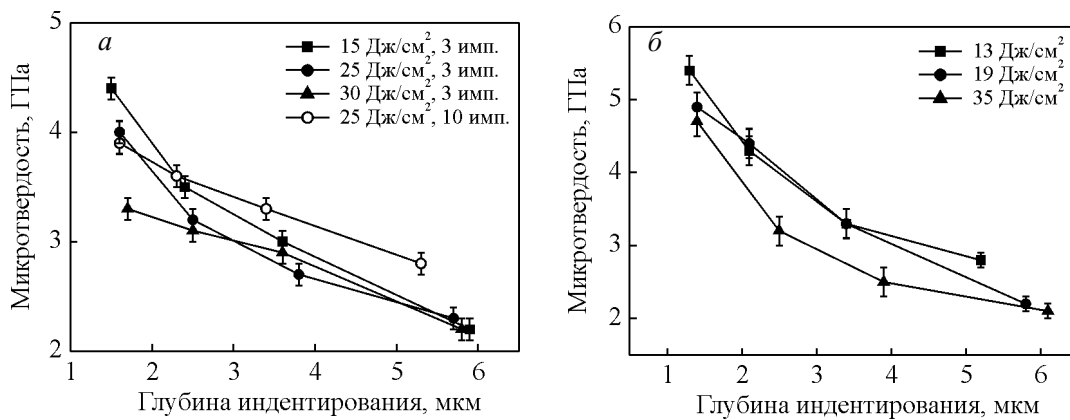 а
15 Дж/см², 3 имп.
25 Дж/см², 3 имп.
30 Дж/см², 3 имп.
25 Дж/см², 10 имп.
Микротвердость, ГПа
5
4
3
2
1 2 3 4 5 6
Глубина индентирования, мкм
б
13 Дж/см²
19 Дж/см²
35 Дж/см²
Микротвердость, ГПа
6
5
4
3
2
1 2 3 4 5 6
Глубина индентирования, мкм